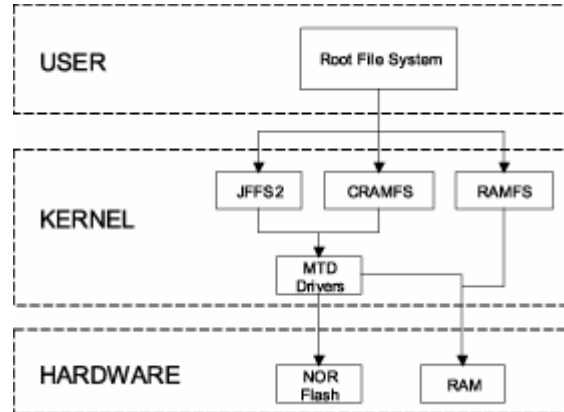 USER
Root File System
JFFS2
CRAMFS
RAMFS
KERNEL
MTD
Drivers
HARDWARE
NOR
Flash
RAM